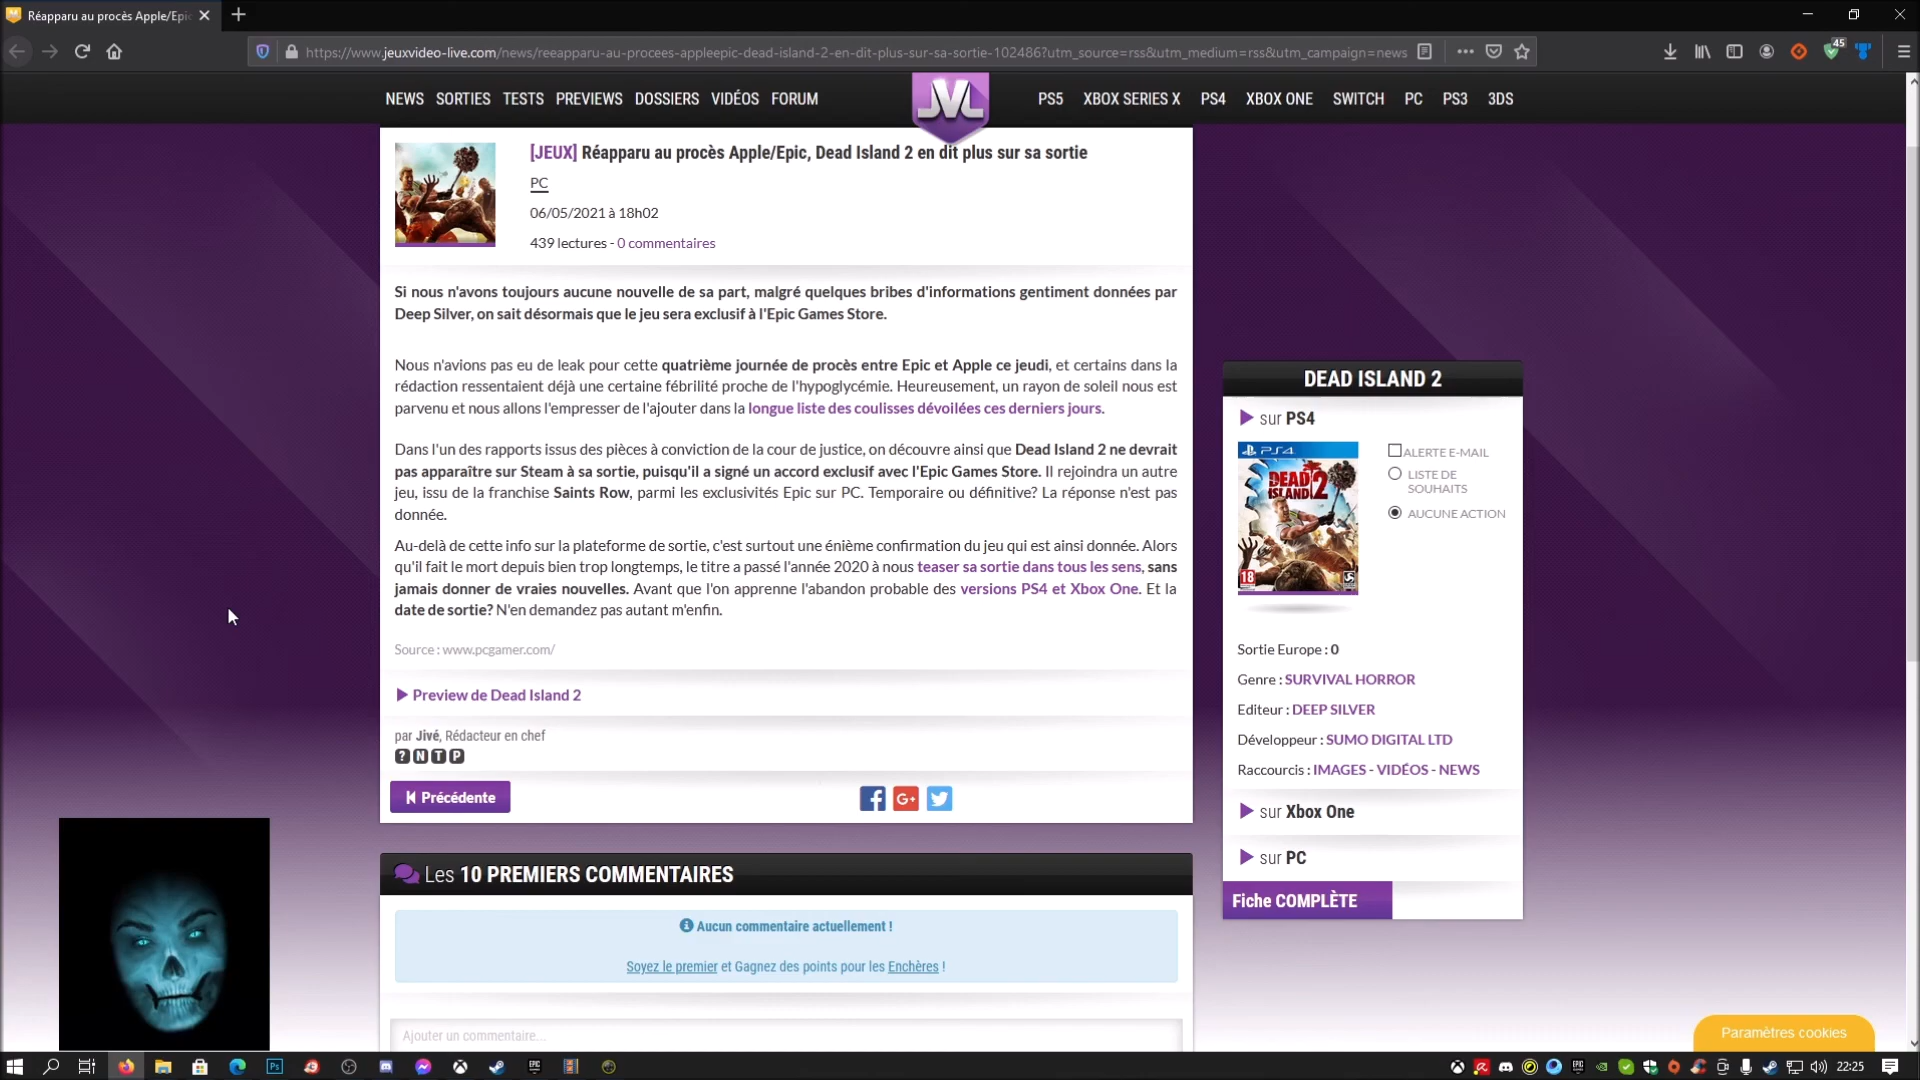 Réapparu au procès Apple/Epic
https://www.jeuxvideo-live.com/news/reeapparu-au-procees-appleepic-dead-island-2-en-dit-plus-sur-sa-sortie-102486?utm_source=rss&utm_medium=rss&utm_campaign=news
45
NEWS SORTIES TESTS PREVIEWS DOSSIERS VIDÉOS FORUM
JVL
PS5 XBOX SERIES X PS4 XBOX ONE SWITCH PC PS3 3DS
[JEUX] Réapparu au procès Apple/Epic, Dead Island 2 en dit plus sur sa sortie
PC
06/05/2021 à 18h02
439 lectures - 0 commentaires
Si nous n'avons toujours aucune nouvelle de sa part, malgré quelques bribes d'informations gentiment données par
Deep Silver, on sait désormais que le jeu sera exclusif à l'Epic Games Store.
Nous n'avions pas eu de leak pour cette quatrième journée de procès entre Epic et Apple ce jeudi, et certains dans la
rédaction ressentaient déjà une certaine fébrilité proche de l'hypoglycémie. Heureusement, un rayon de soleil nous est
parvenu et nous allons l'empresser de l'ajouter dans la longue liste des coulisses dévoilées ces derniers jours.
Dans l'un des rapports issus des pièces à conviction de la cour de justice, on découvre ainsi que Dead Island 2 ne devrait
pas apparaître sur Steam à sa sortie, puisqu'il a signé un accord exclusif avec l'Epic Games Store. Il rejoindra un autre
jeu, issu de la franchise Saints Row, parmi les exclusivités Epic sur PC. Temporaire ou définitive? La réponse n'est pas
donnée.
Au-delà de cette info sur la plateforme de sortie, c'est surtout une énième confirmation du jeu qui est ainsi donnée. Alors
qu'il fait le mort depuis bien trop longtemps, le titre a passé l'année 2020 à nous teaser sa sortie dans tous les sens, sans
jamais donner de vraies nouvelles. Avant que l'on apprenne l'abandon probable des versions PS4 et Xbox One. Et la
date de sortie? N'en demandez pas autant m'enfin.
Source : www.pcgamer.com/
Preview de Dead Island 2
par Jivé, Rédacteur en chef
? N T P
Précédente
Les 10 PREMIERS COMMENTAIRES
Aucun commentaire actuellement !
Soyez le premier et Gagnez des points pour les Enchères !
Ajouter un commentaire...
DEAD ISLAND 2
sur PS4
PS4
DEAD ISLAND 2
18
ALERTE E-MAIL
LISTE DE
SOUHAITS
AUCUNE ACTION
Sortie Europe : 0
Genre : SURVIVAL HORROR
Editeur : DEEP SILVER
Développeur : SUMO DIGITAL LTD
Raccourcis : IMAGES - VIDÉOS - NEWS
sur Xbox One
sur PC
Fiche COMPLÈTE
Paramètres cookies
22:25